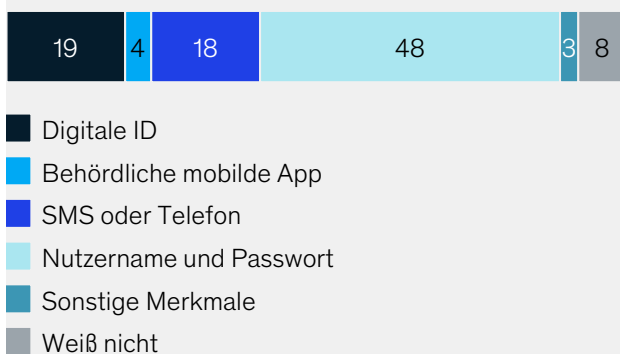 19 4 18 48 3 8
Digitale ID
Behördliche mobilde App
SMS oder Telefon
Nutzername und Passwort
Sonstige Merkmale
Weiß nicht